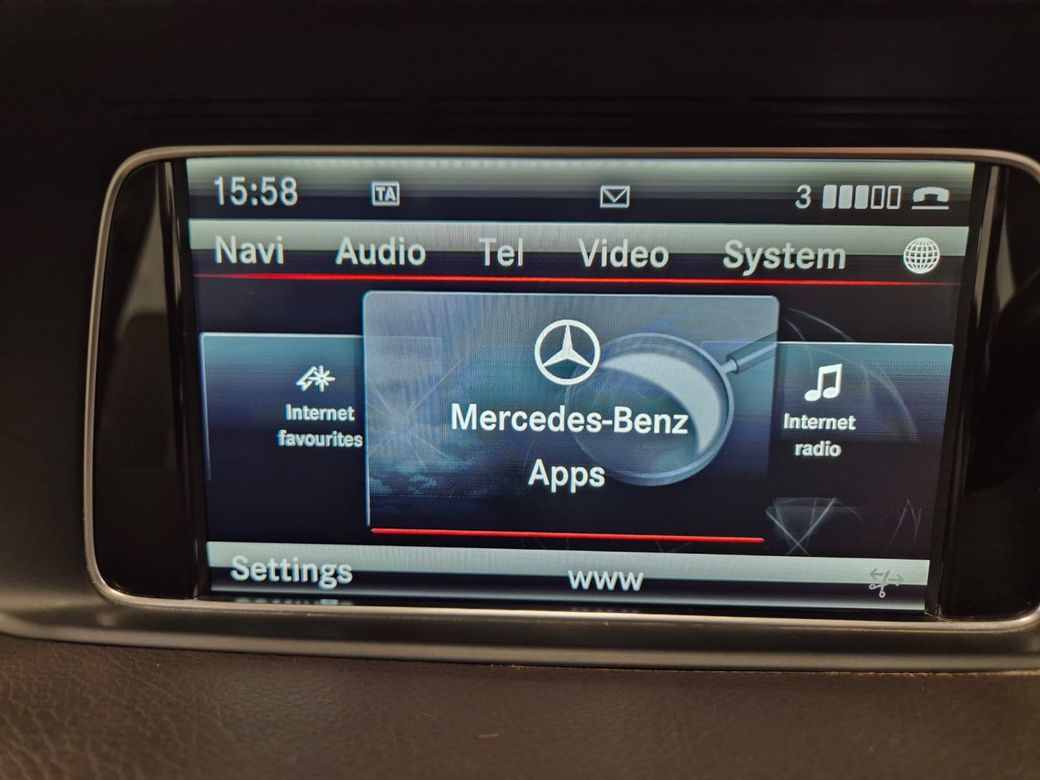 15:58 TA 3
Navi Audio Tel Video System
Internet
favourites
Mercedes-Benz
Apps
Internet
radio
Settings www